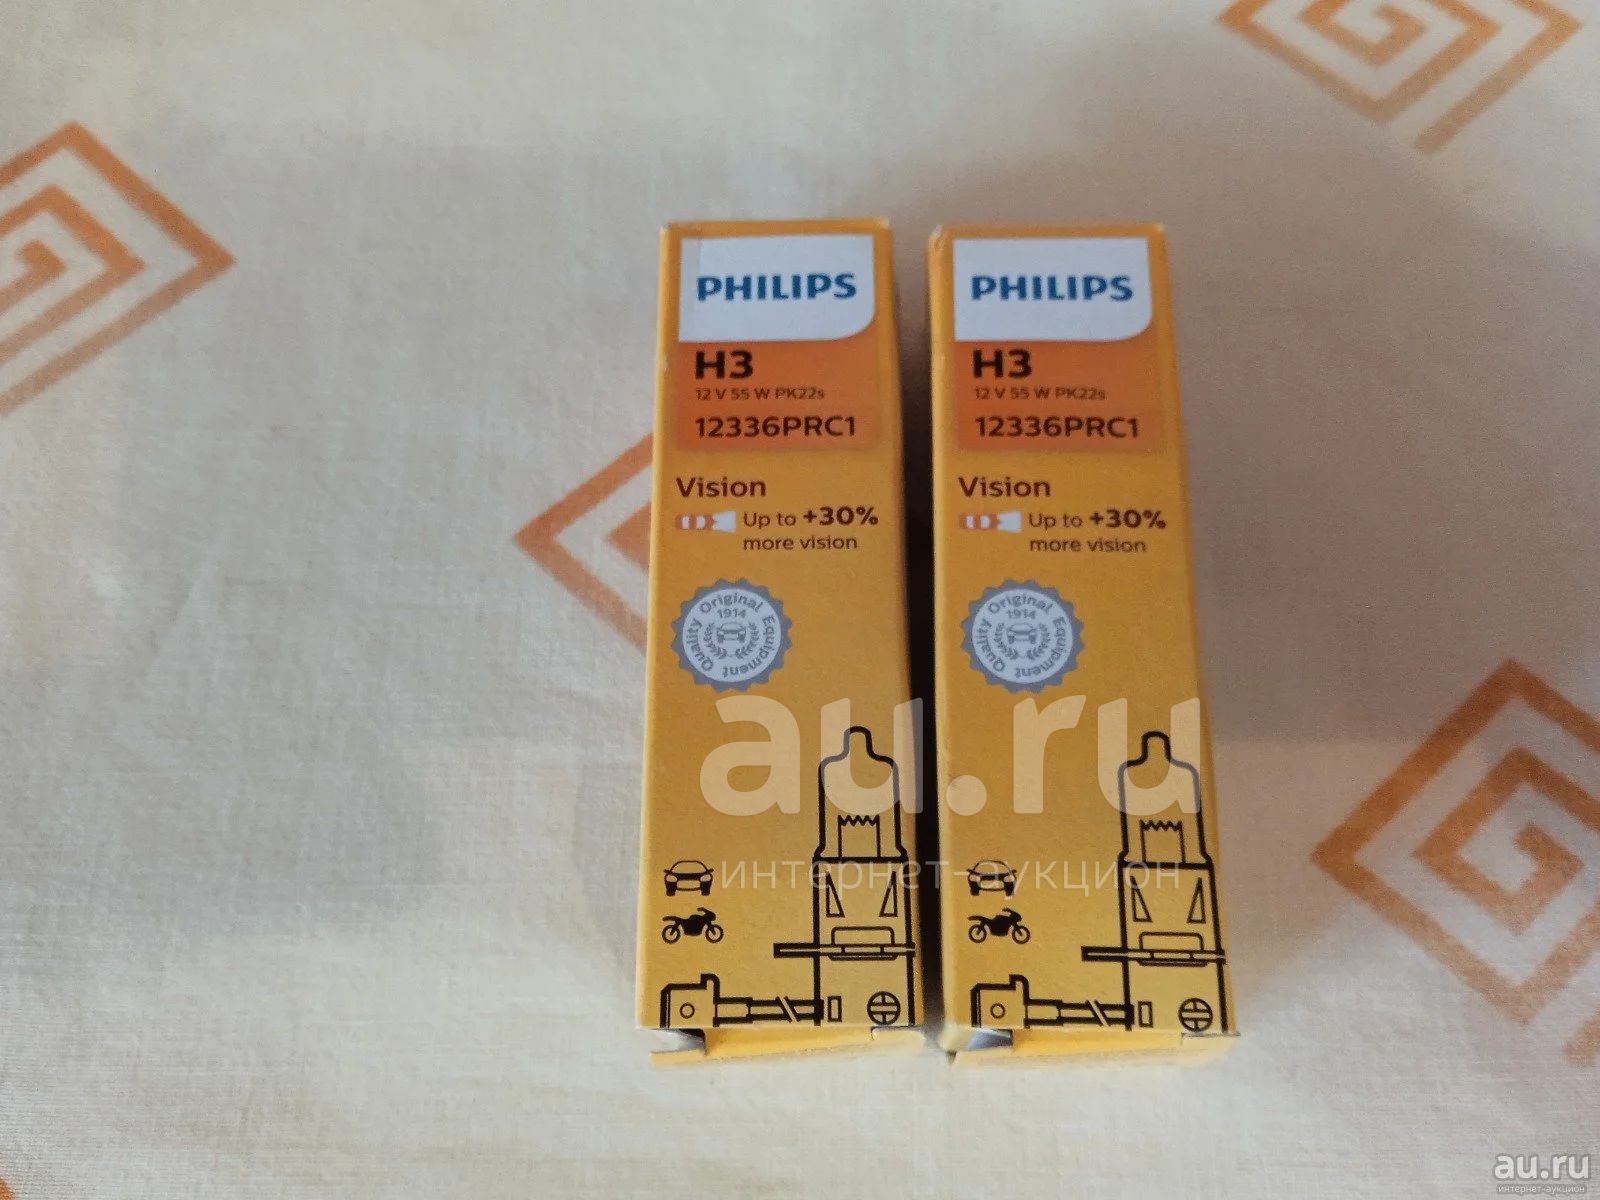 PHILIPS
H3
12 V 55 W PK22s
12336PRC1
Vision
Up to +30%
more vision
Quality Original Equipment
1914
PHILIPS
H3
12 V 55 W PK22s
12336PRC1
Vision
Up to +30%
more vision
Quality Original Equipment
1914
au.ru
интернет-аукцион
au.ru
интернет-аукцион